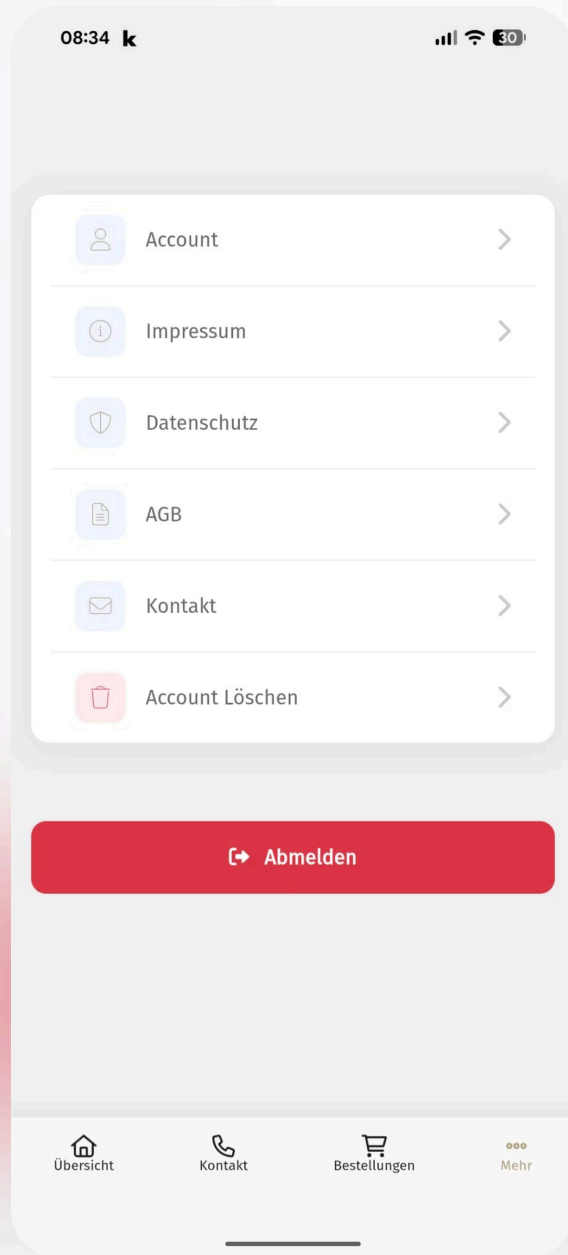 08:34 k
30
Account
Impressum
Datenschutz
AGB
Kontakt
Account Löschen
Abmelden
Übersicht
Kontakt
Bestellungen
Mehr